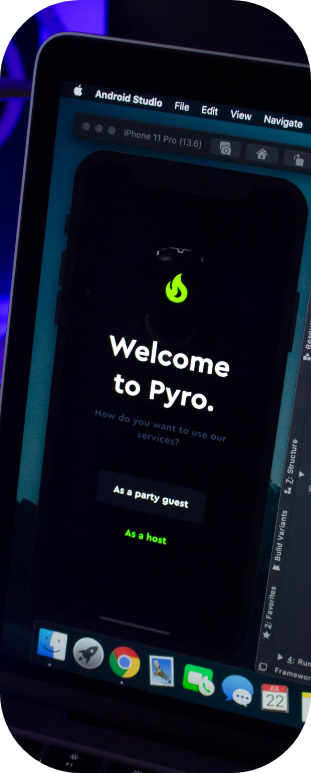 Android Studio File Edit View Navigate
iPhone 11 Pro (13.6)
Welcome
to Pyro.
How do you want to use our
services?
As a party guest
As a host
Z: Structure
Build Variants
2: Favorites
4: Run
JUL
22